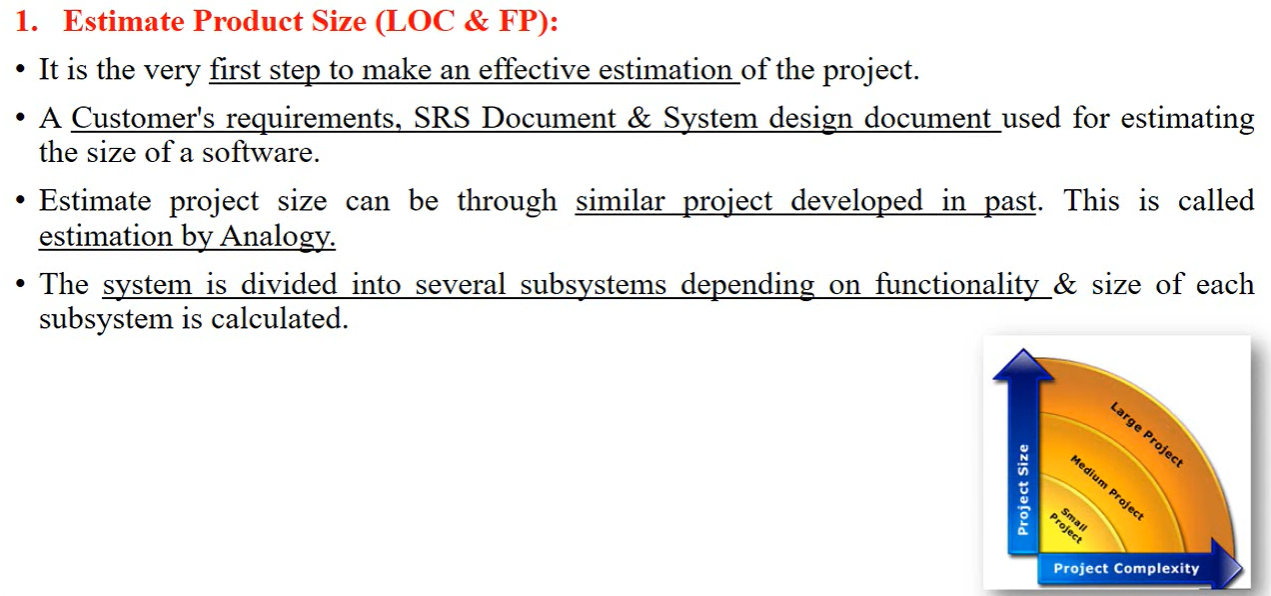 1. Estimate Product Size (LOC & FP):
• It is the very first step to make an effective estimation of the project.
• A Customer's requirements, SRS Document & System design document used for estimating
the size of a software.
• Estimate project size can be through similar project developed in past. This is called
estimation by Analogy.
• The system is divided into several subsystems depending on functionality & size of each
subsystem is calculated.
Large Project
Medium Project
Small
Project
Project Size
Project Complexity